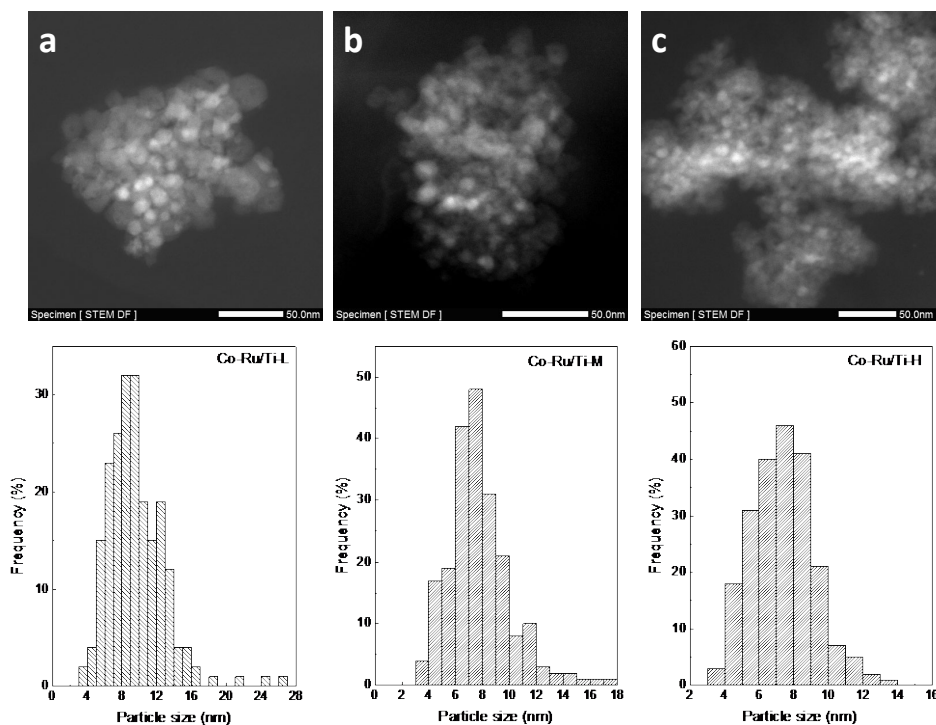 a
b
c
Specimen [ STEM DF ] 50.0nm
Specimen [ STEM DF ] 50.0nm
Specimen [ STEM DF ] 50.0nm
Co-Ru/Ti-L
30
20
10
0
Frequency (%)
0 4 8 12 16 20 24 28
Particle size (nm)
Co-Ru/Ti-M
50
40
30
20
10
0
Frequency (%)
0 2 4 6 8 10 12 14 16 18
Particle size (nm)
Co-Ru/Ti-H
60
50
40
30
20
10
0
Frequency (%)
2 4 6 8 10 12 14 16
Particle size (nm)